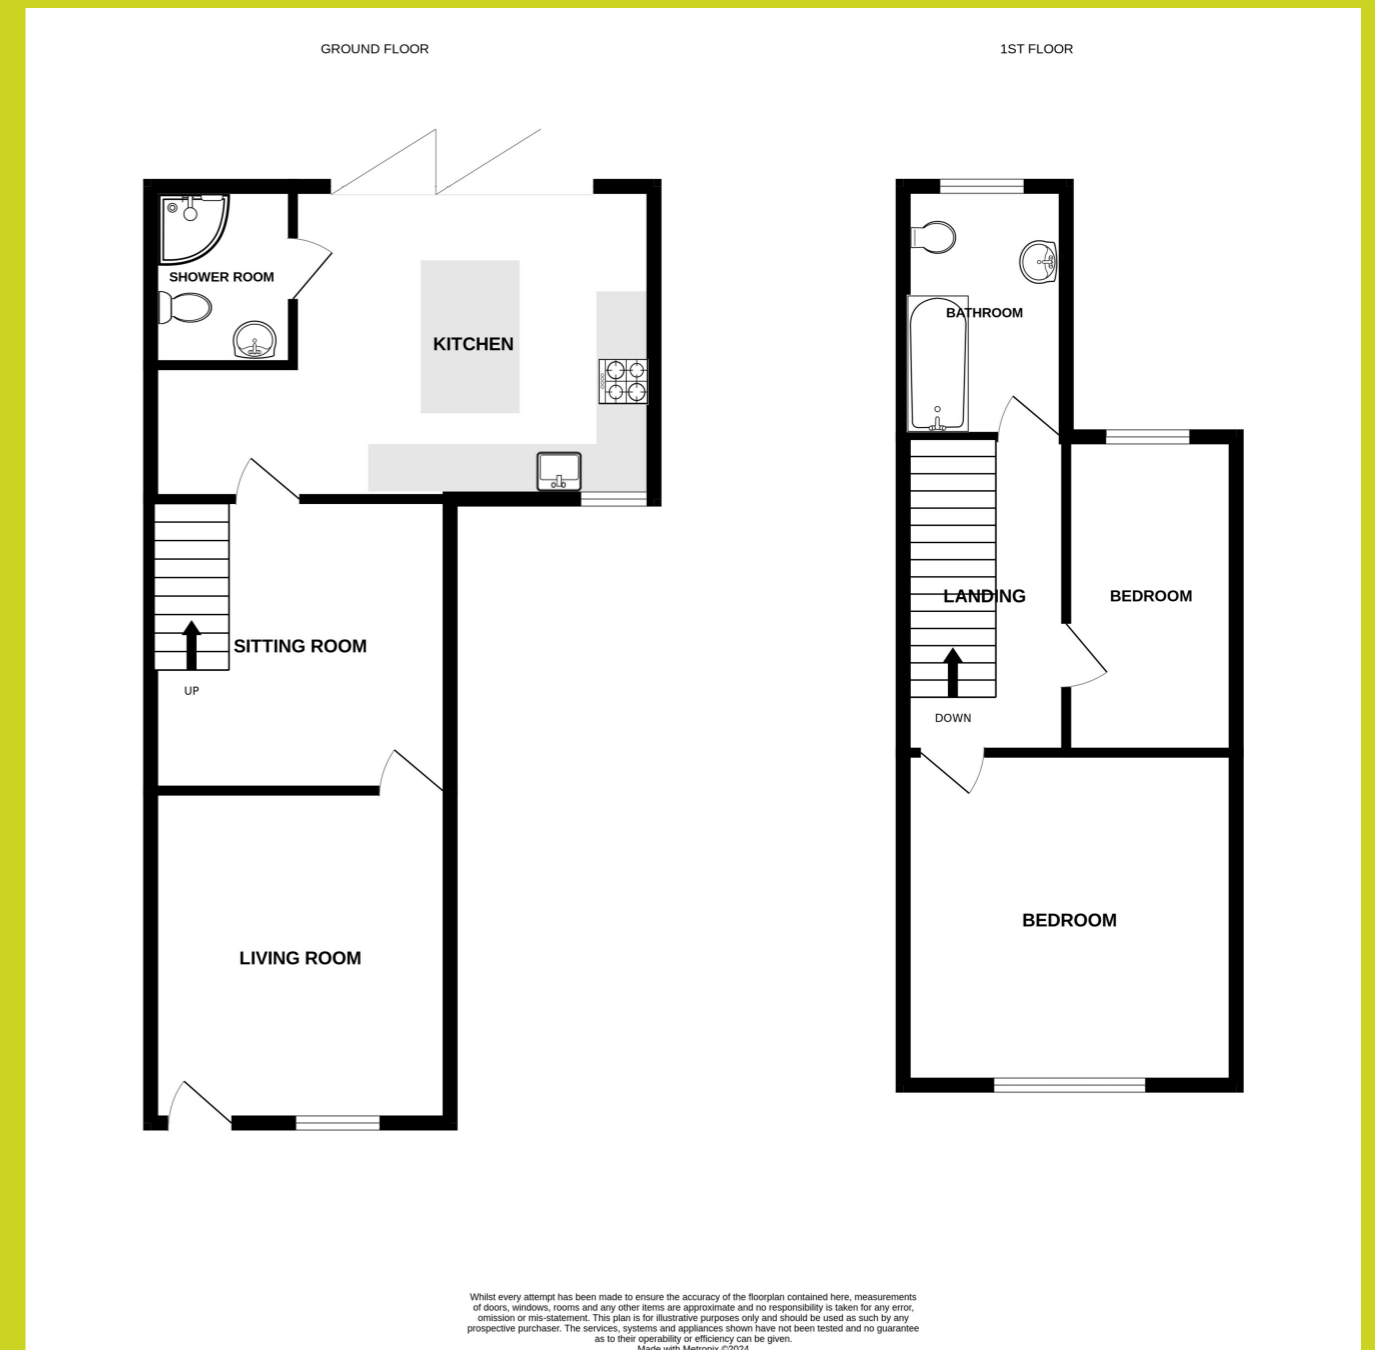 GROUND FLOOR
1ST FLOOR
SHOWER ROOM
KITCHEN
SITTING ROOM
UP
LIVING ROOM
BATHROOM
LANDING
BEDROOM
DOWN
BEDROOM
Whilst every attempt has been made to ensure the accuracy of the floorplan contained here, measurements
of doors, windows, rooms and any other items are approximate and no responsibility is taken for any error,
omission or mis-statement. This plan is for illustrative purposes only and should be used as such by any
prospective purchaser. The services, systems and appliances shown have not been tested and no guarantee
as to their operability or efficiency can be given.
Made with Metropix ©2024